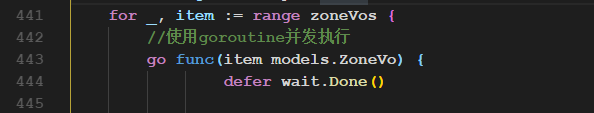 441 for _, item := range zoneVos {
442 //使用goroutine并发执行
443 go func(item models.ZoneVo) {
444 defer wait.Done()
445